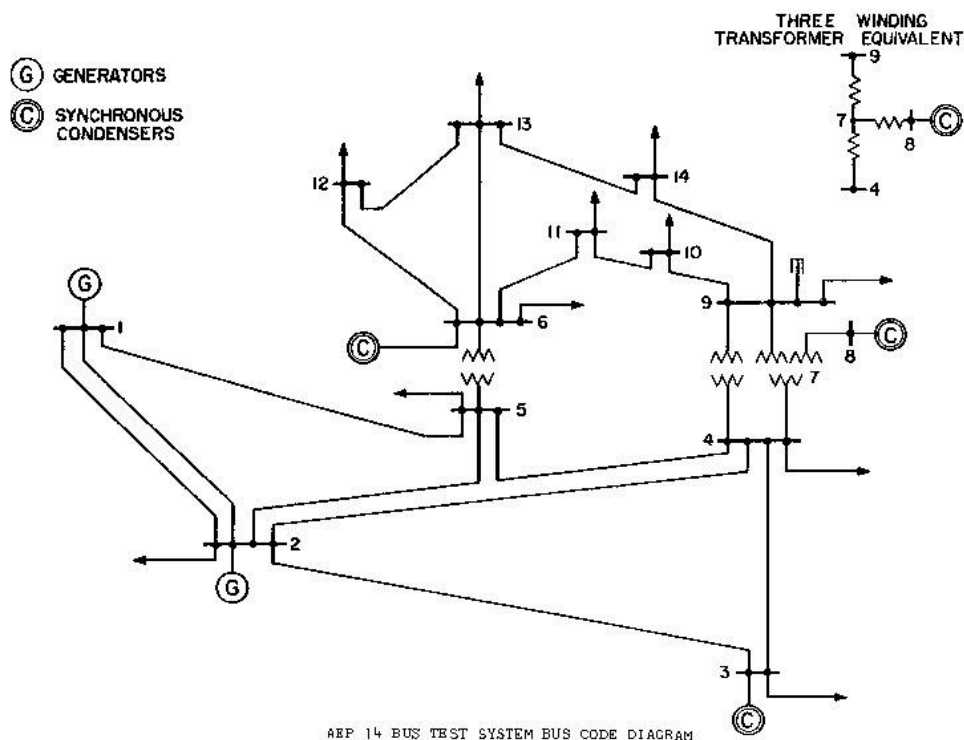 THREE WINDING
TRANSFORMER EQUIVALENT
9
G GENERATORS
C SYNCHRONOUS
CONDENSERS
7
C
8
4
13
12
14
11
10
G
1
6
9
C
C
8
7
5
4
2
G
3
C
AEP 14 BUS TEST SYSTEM BUS CODE DIAGRAM